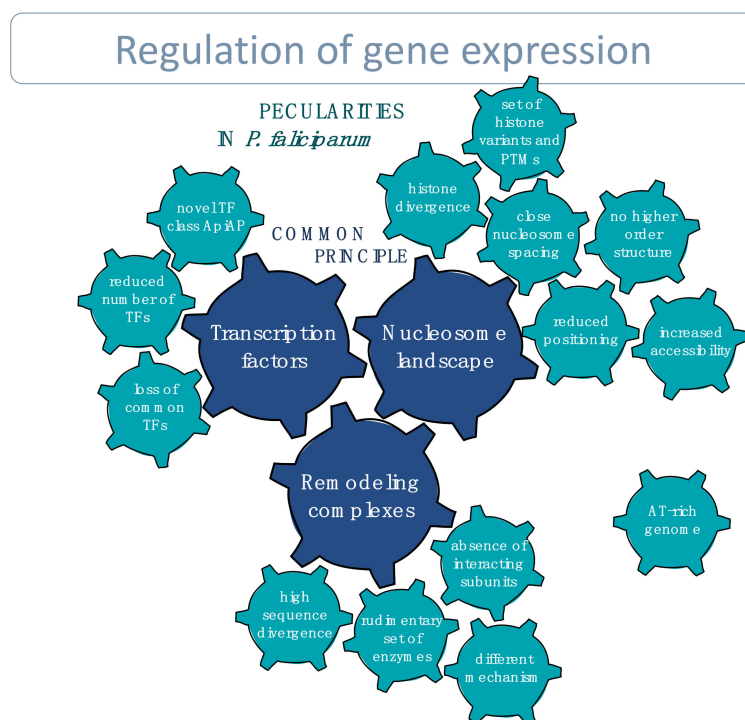 Regulation of gene expression
PECULARITIES
IN P. falciparum
set of
histone
variants and
PTMs
histone
divergence
novel TF
class ApiAP
close
nucleosome
spacing
no higher
order
structure
COMMON
PRINCIPLE
reduced
number of
TFs
Transcription
factors
Nucleosome
landscape
reduced
positioning
increased
accessibility
loss of
common
TFs
Remodeling
complexes
AT-rich
genome
absence of
interacting
subunits
high
sequence
divergence
rudimentary
set of
enzymes
different
mechanism